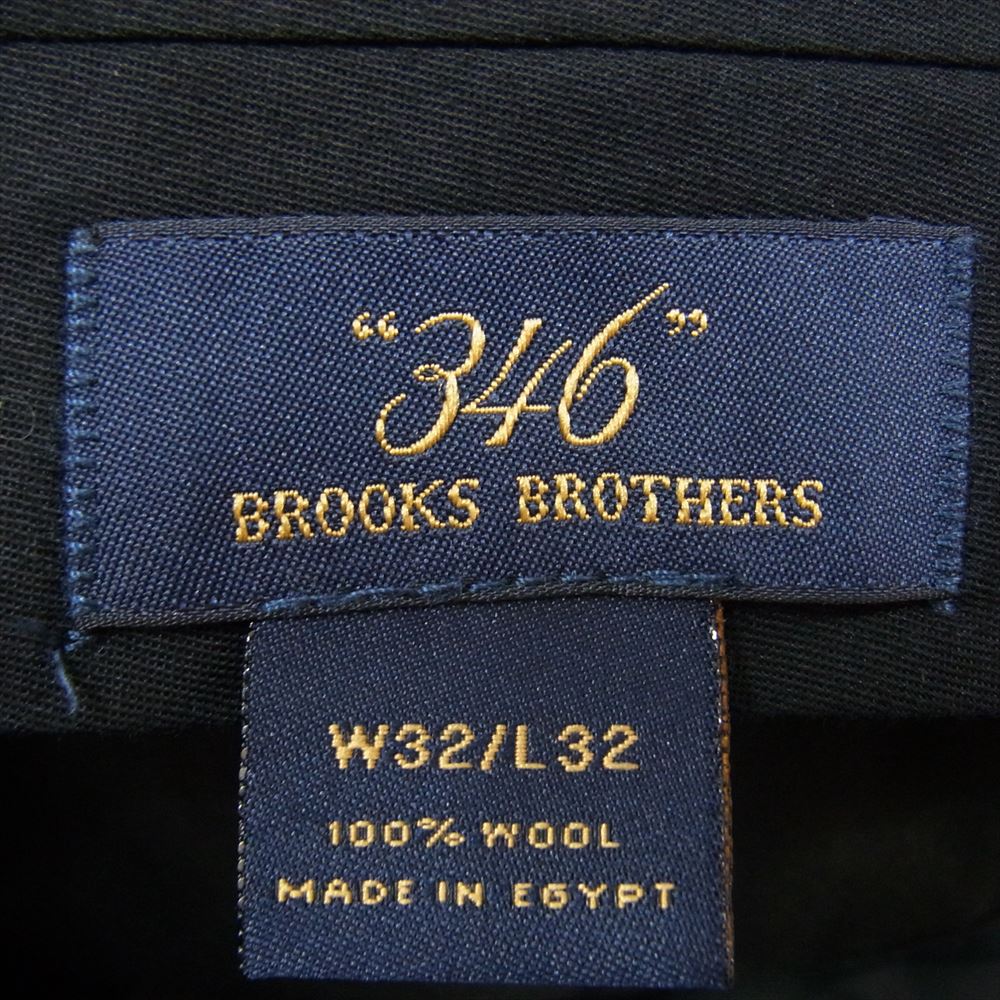 “346”
BROOKS BROTHERS
W32/L32
100% WOOL
MADE IN EGYPT